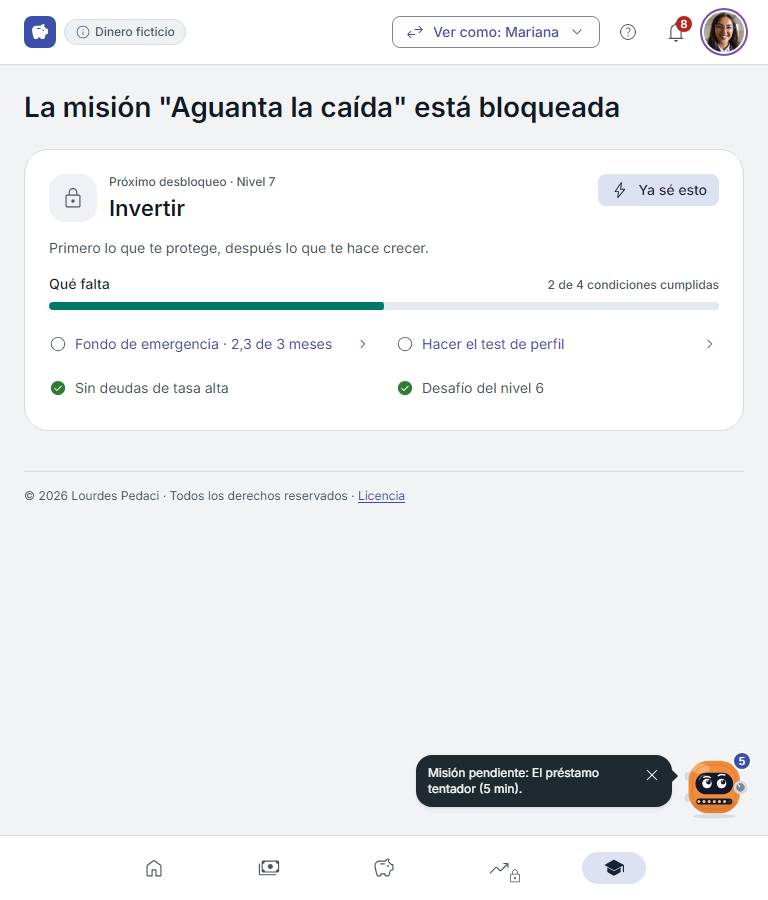 Dinero ficticio
Ver como: Mariana
8
La misión "Aguanta la caída" está bloqueada
Próximo desbloqueo · Nivel 7
Invertir
Ya sé esto
Primero lo que te protege, después lo que te hace crecer.
Qué falta
2 de 4 condiciones cumplidas
Fondo de emergencia · 2,3 de 3 meses
Hacer el test de perfil
Sin deudas de tasa alta
Desafío del nivel 6
© 2026 Lourdes Pedaci · Todos los derechos reservados · Licencia
Misión pendiente: El préstamo
tentador (5 min).
5